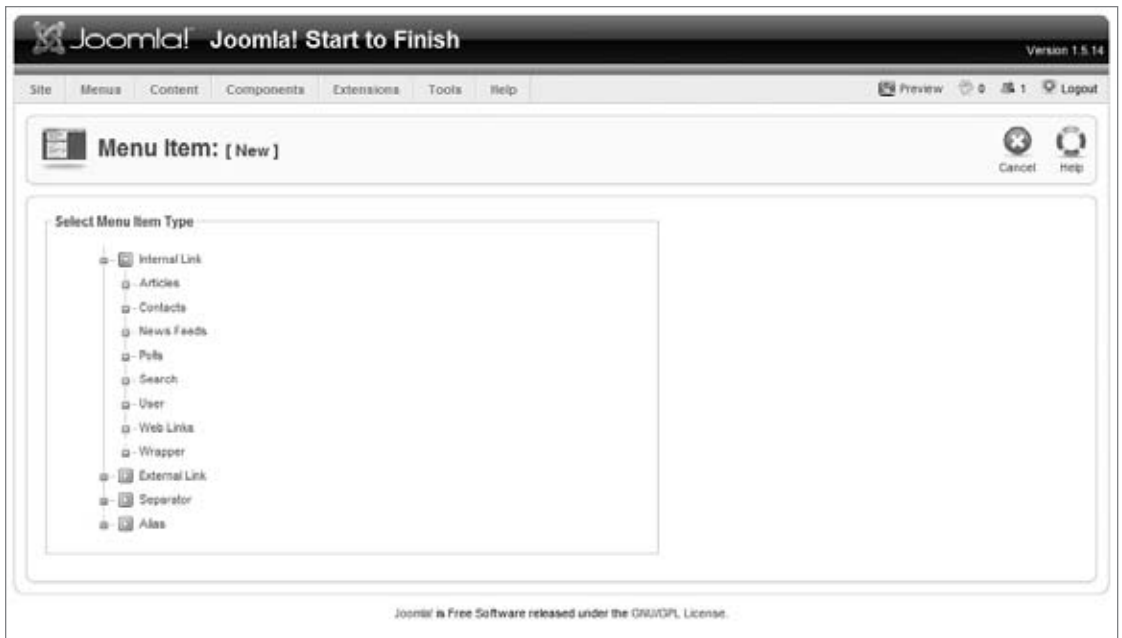 Joomla! Joomla! Start to Finish
Version 1.5.14
Site Menus Content Components Extensions Tools Help Preview 0 1 Logout
Menu Item: [ New ]
Cancel Help
Select Menu Item Type
Internal Link
Articles
Contacts
News Feeds
Polls
Search
User
Web Links
Wrapper
External Link
Separator
Alias
Joomla! is Free Software released under the GNU/GPL License.